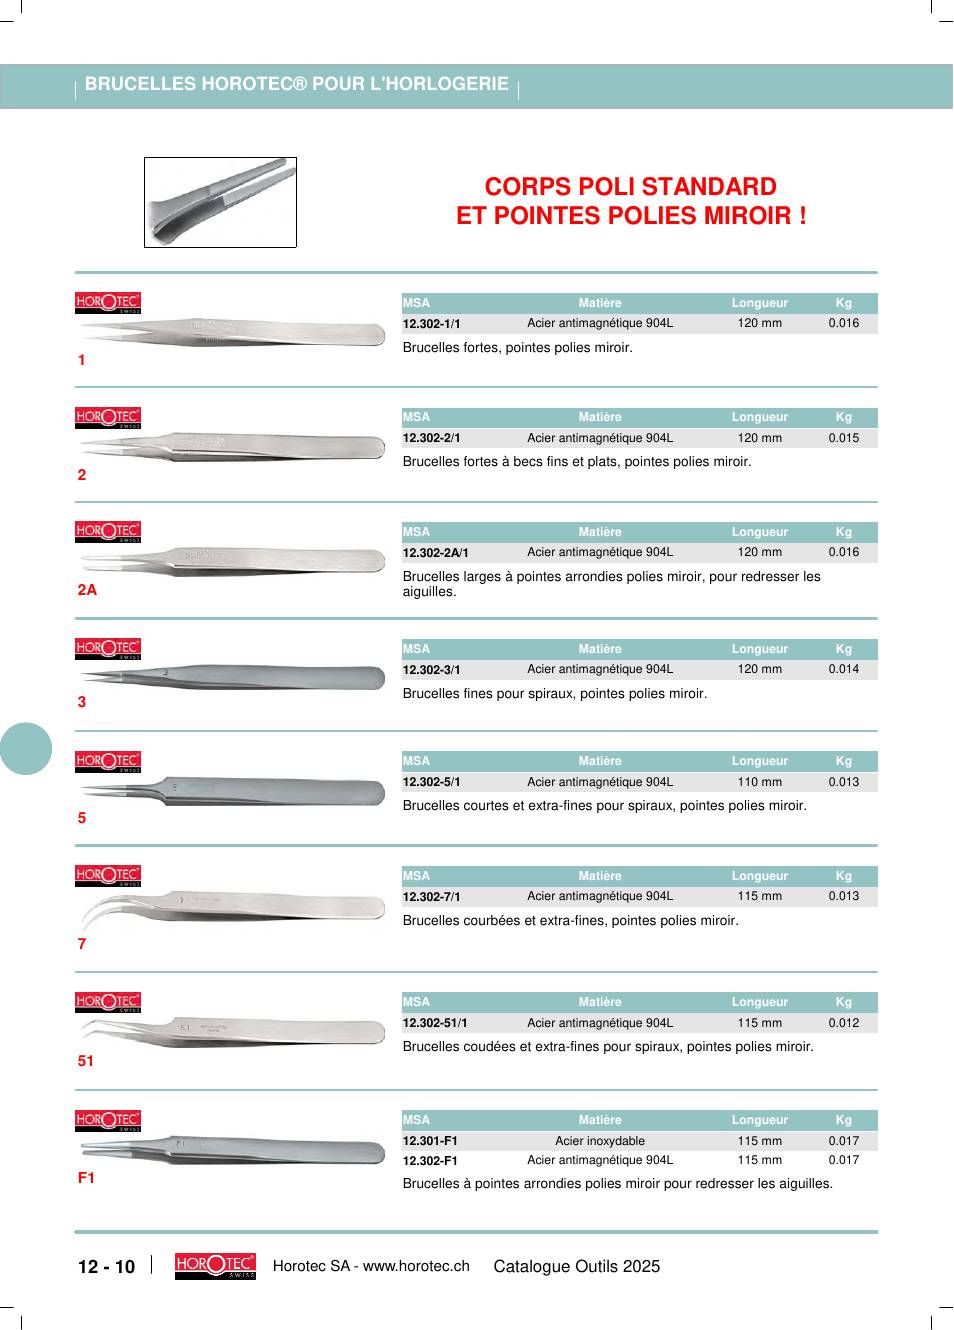 BRUCELLES HOROTEC® POUR L'HORLOGERIE
CORPS POLI STANDARD
ET POINTES POLIES MIROIR !
HOROTEC®
SWISS
1
MSA Matière Longueur Kg
12.302-1/1 Acier antimagnétique 904L 120 mm 0.016
Brucelles fortes, pointes polies miroir.
HOROTEC®
SWISS
2
MSA Matière Longueur Kg
12.302-2/1 Acier antimagnétique 904L 120 mm 0.015
Brucelles fortes à becs fins et plats, pointes polies miroir.
HOROTEC®
SWISS
2A
MSA Matière Longueur Kg
12.302-2A/1 Acier antimagnétique 904L 120 mm 0.016
Brucelles larges à pointes arrondies polies miroir, pour redresser les
aiguilles.
HOROTEC®
SWISS
3
MSA Matière Longueur Kg
12.302-3/1 Acier antimagnétique 904L 120 mm 0.014
Brucelles fines pour spiraux, pointes polies miroir.
HOROTEC®
SWISS
5
MSA Matière Longueur Kg
12.302-5/1 Acier antimagnétique 904L 110 mm 0.013
Brucelles courtes et extra-fines pour spiraux, pointes polies miroir.
HOROTEC®
SWISS
7
MSA Matière Longueur Kg
12.302-7/1 Acier antimagnétique 904L 115 mm 0.013
Brucelles courbées et extra-fines, pointes polies miroir.
HOROTEC®
SWISS
51
MSA Matière Longueur Kg
12.302-51/1 Acier antimagnétique 904L 115 mm 0.012
Brucelles coudées et extra-fines pour spiraux, pointes polies miroir.
HOROTEC®
SWISS
F1
MSA Matière Longueur Kg
12.301-F1 Acier inoxydable 115 mm 0.017
12.302-F1 Acier antimagnétique 904L 115 mm 0.017
Brucelles à pointes arrondies polies miroir pour redresser les aiguilles.
12 - 10 HOROTEC® SWISS Horotec SA - www.horotec.ch Catalogue Outils 2025